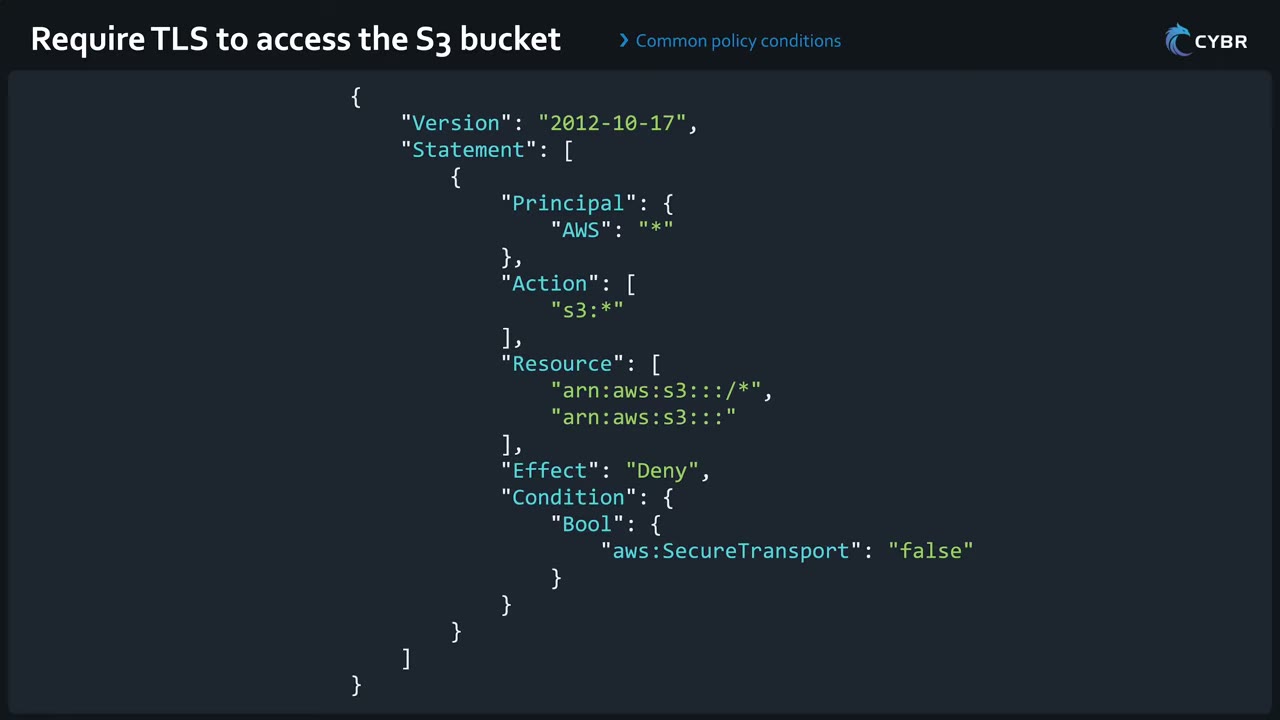 Require TLS to access the S3 bucket
❯ Common policy conditions
CYBR
{
    "Version": "2012-10-17",
    "Statement": [
        {
            "Principal": {
                "AWS": "*"
            },
            "Action": [
                "s3:*"
            ],
            "Resource": [
                "arn:aws:s3:::/*",
                "arn:aws:s3:::"
            ],
            "Effect": "Deny",
            "Condition": {
                "Bool": {
                    "aws:SecureTransport": "false"
                }
            }
        }
    ]
}